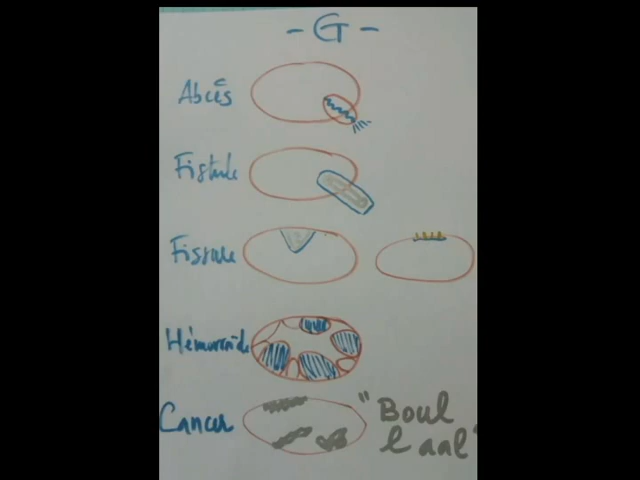 - G -
Abcès
Fistule
Fissure
Hémorroïde
Cancer
"Boul
l aal"